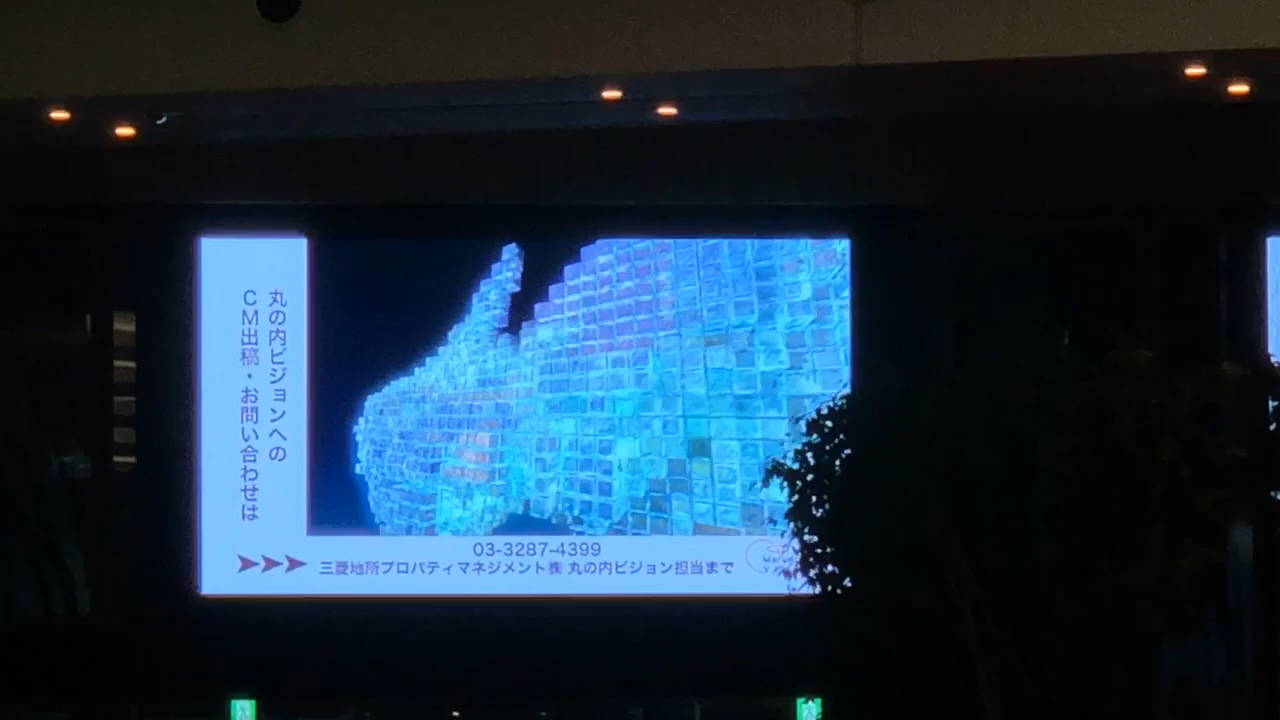 丸の内ビジョンへの
CM出稿・お問い合わせは
03-3287-4399
三菱地所プロパティマネジメント㈱ 丸の内ビジョン担当まで